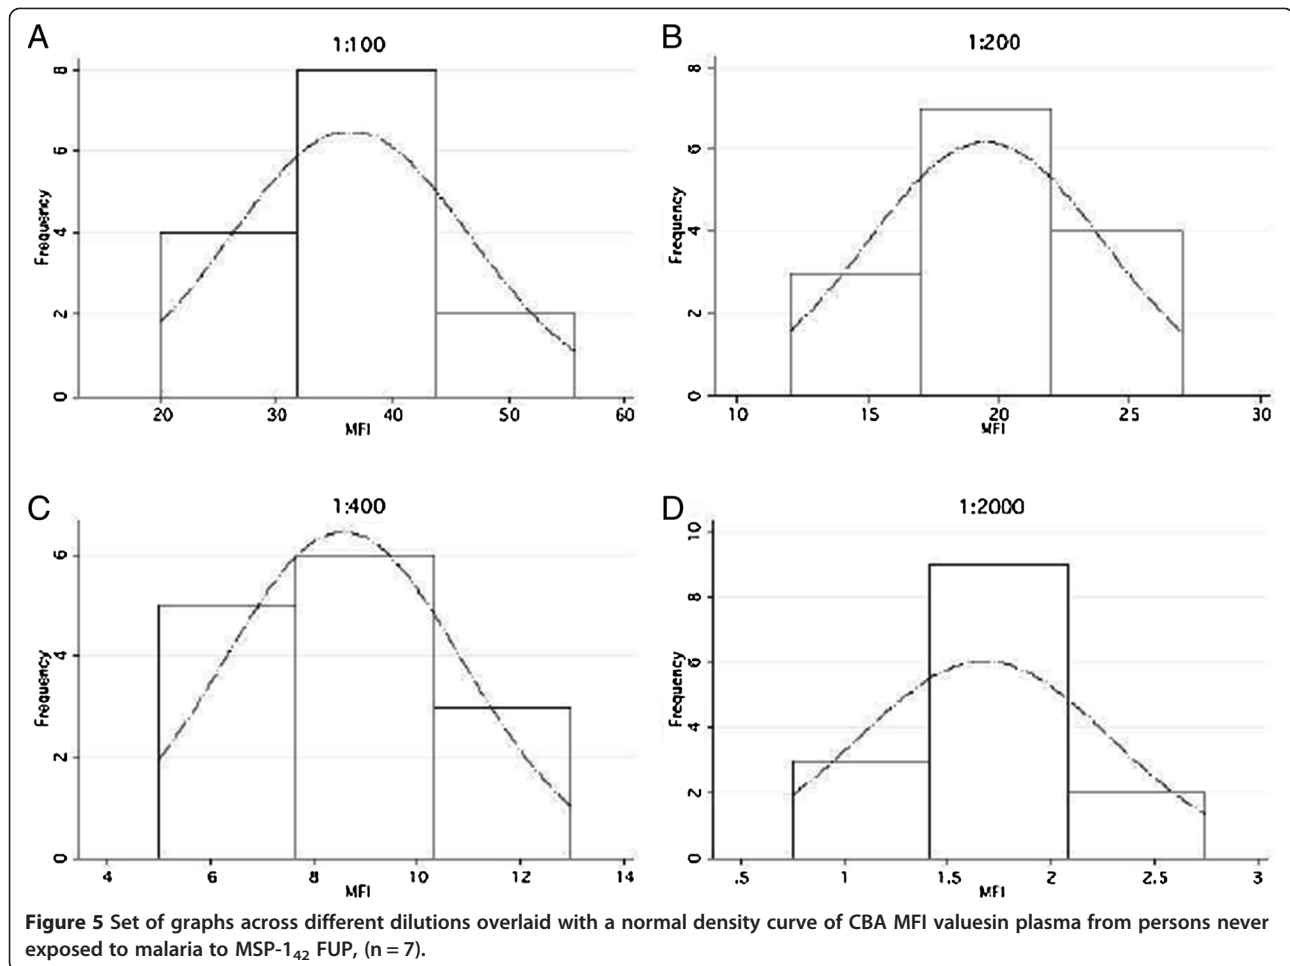 A
1:100
Frequency
8
6
4
2
0
20 30 40 50 60
MFI
B
1:200
Frequency
8
6
4
2
0
10 15 20 25 30
MFI
C
1:400
Frequency
6
4
2
0
4 6 8 10 12 14
MFI
D
1:2000
Frequency
10
8
6
4
2
0
.5 1 1.5 2 2.5 3
MFI
Figure 5 Set of graphs across different dilutions overlaid with a normal density curve of CBA MFI valuesin plasma from persons never
exposed to malaria to MSP-1₄₂ FUP, (n = 7).